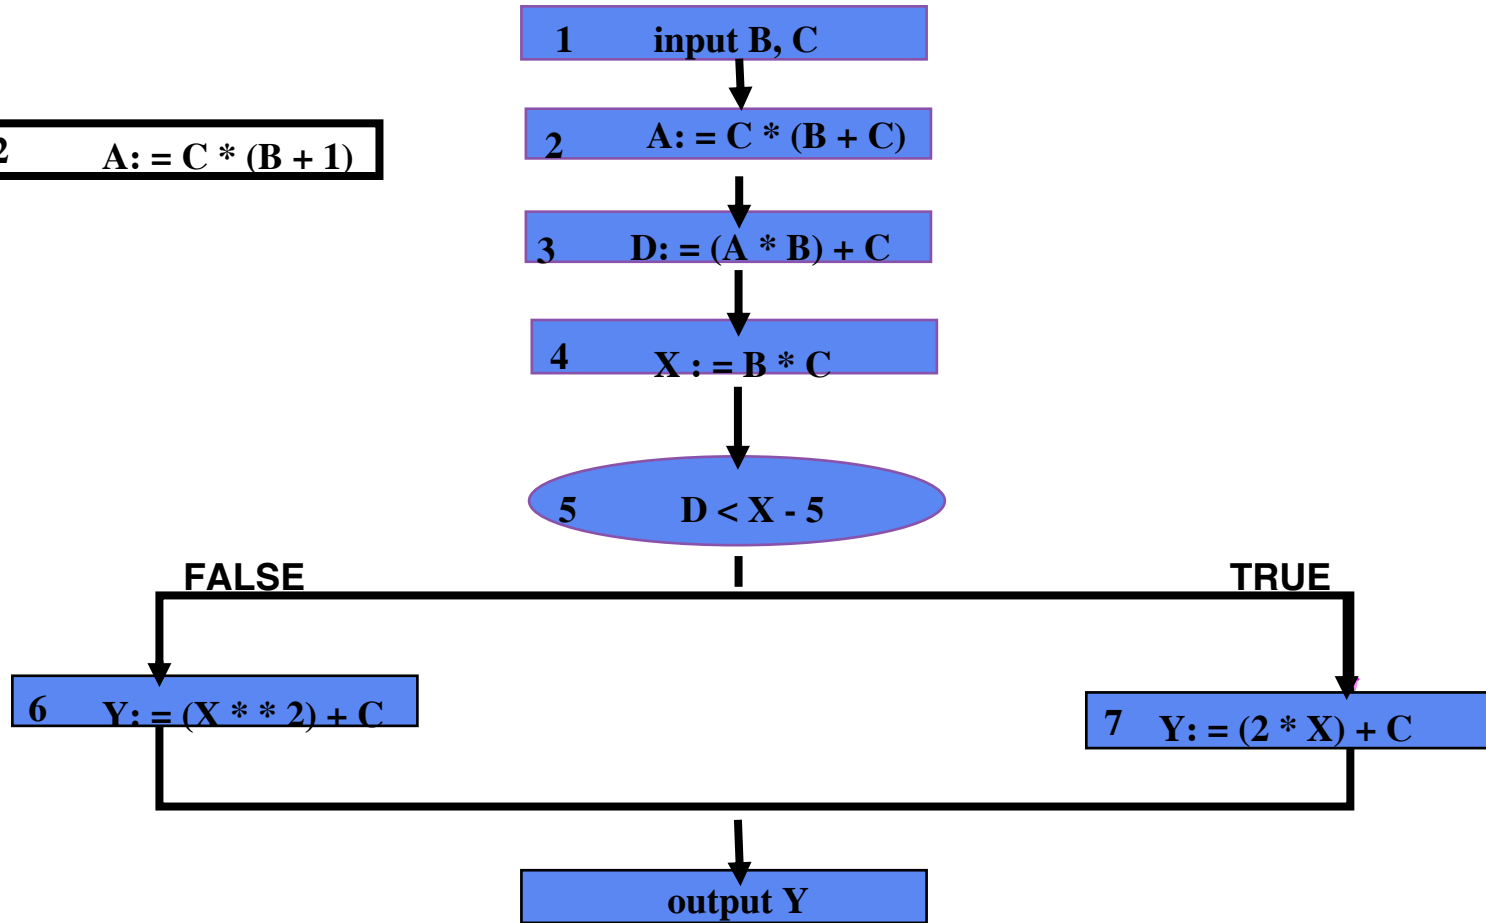 1 input B, C
2 A: = C * (B + C)
2 A: = C * (B + 1)
3 D: = (A * B) + C
4 X : = B * C
5 D < X - 5
FALSE
TRUE
6 Y: = (X * * 2) + C
7 Y: = (2 * X) + C
output Y